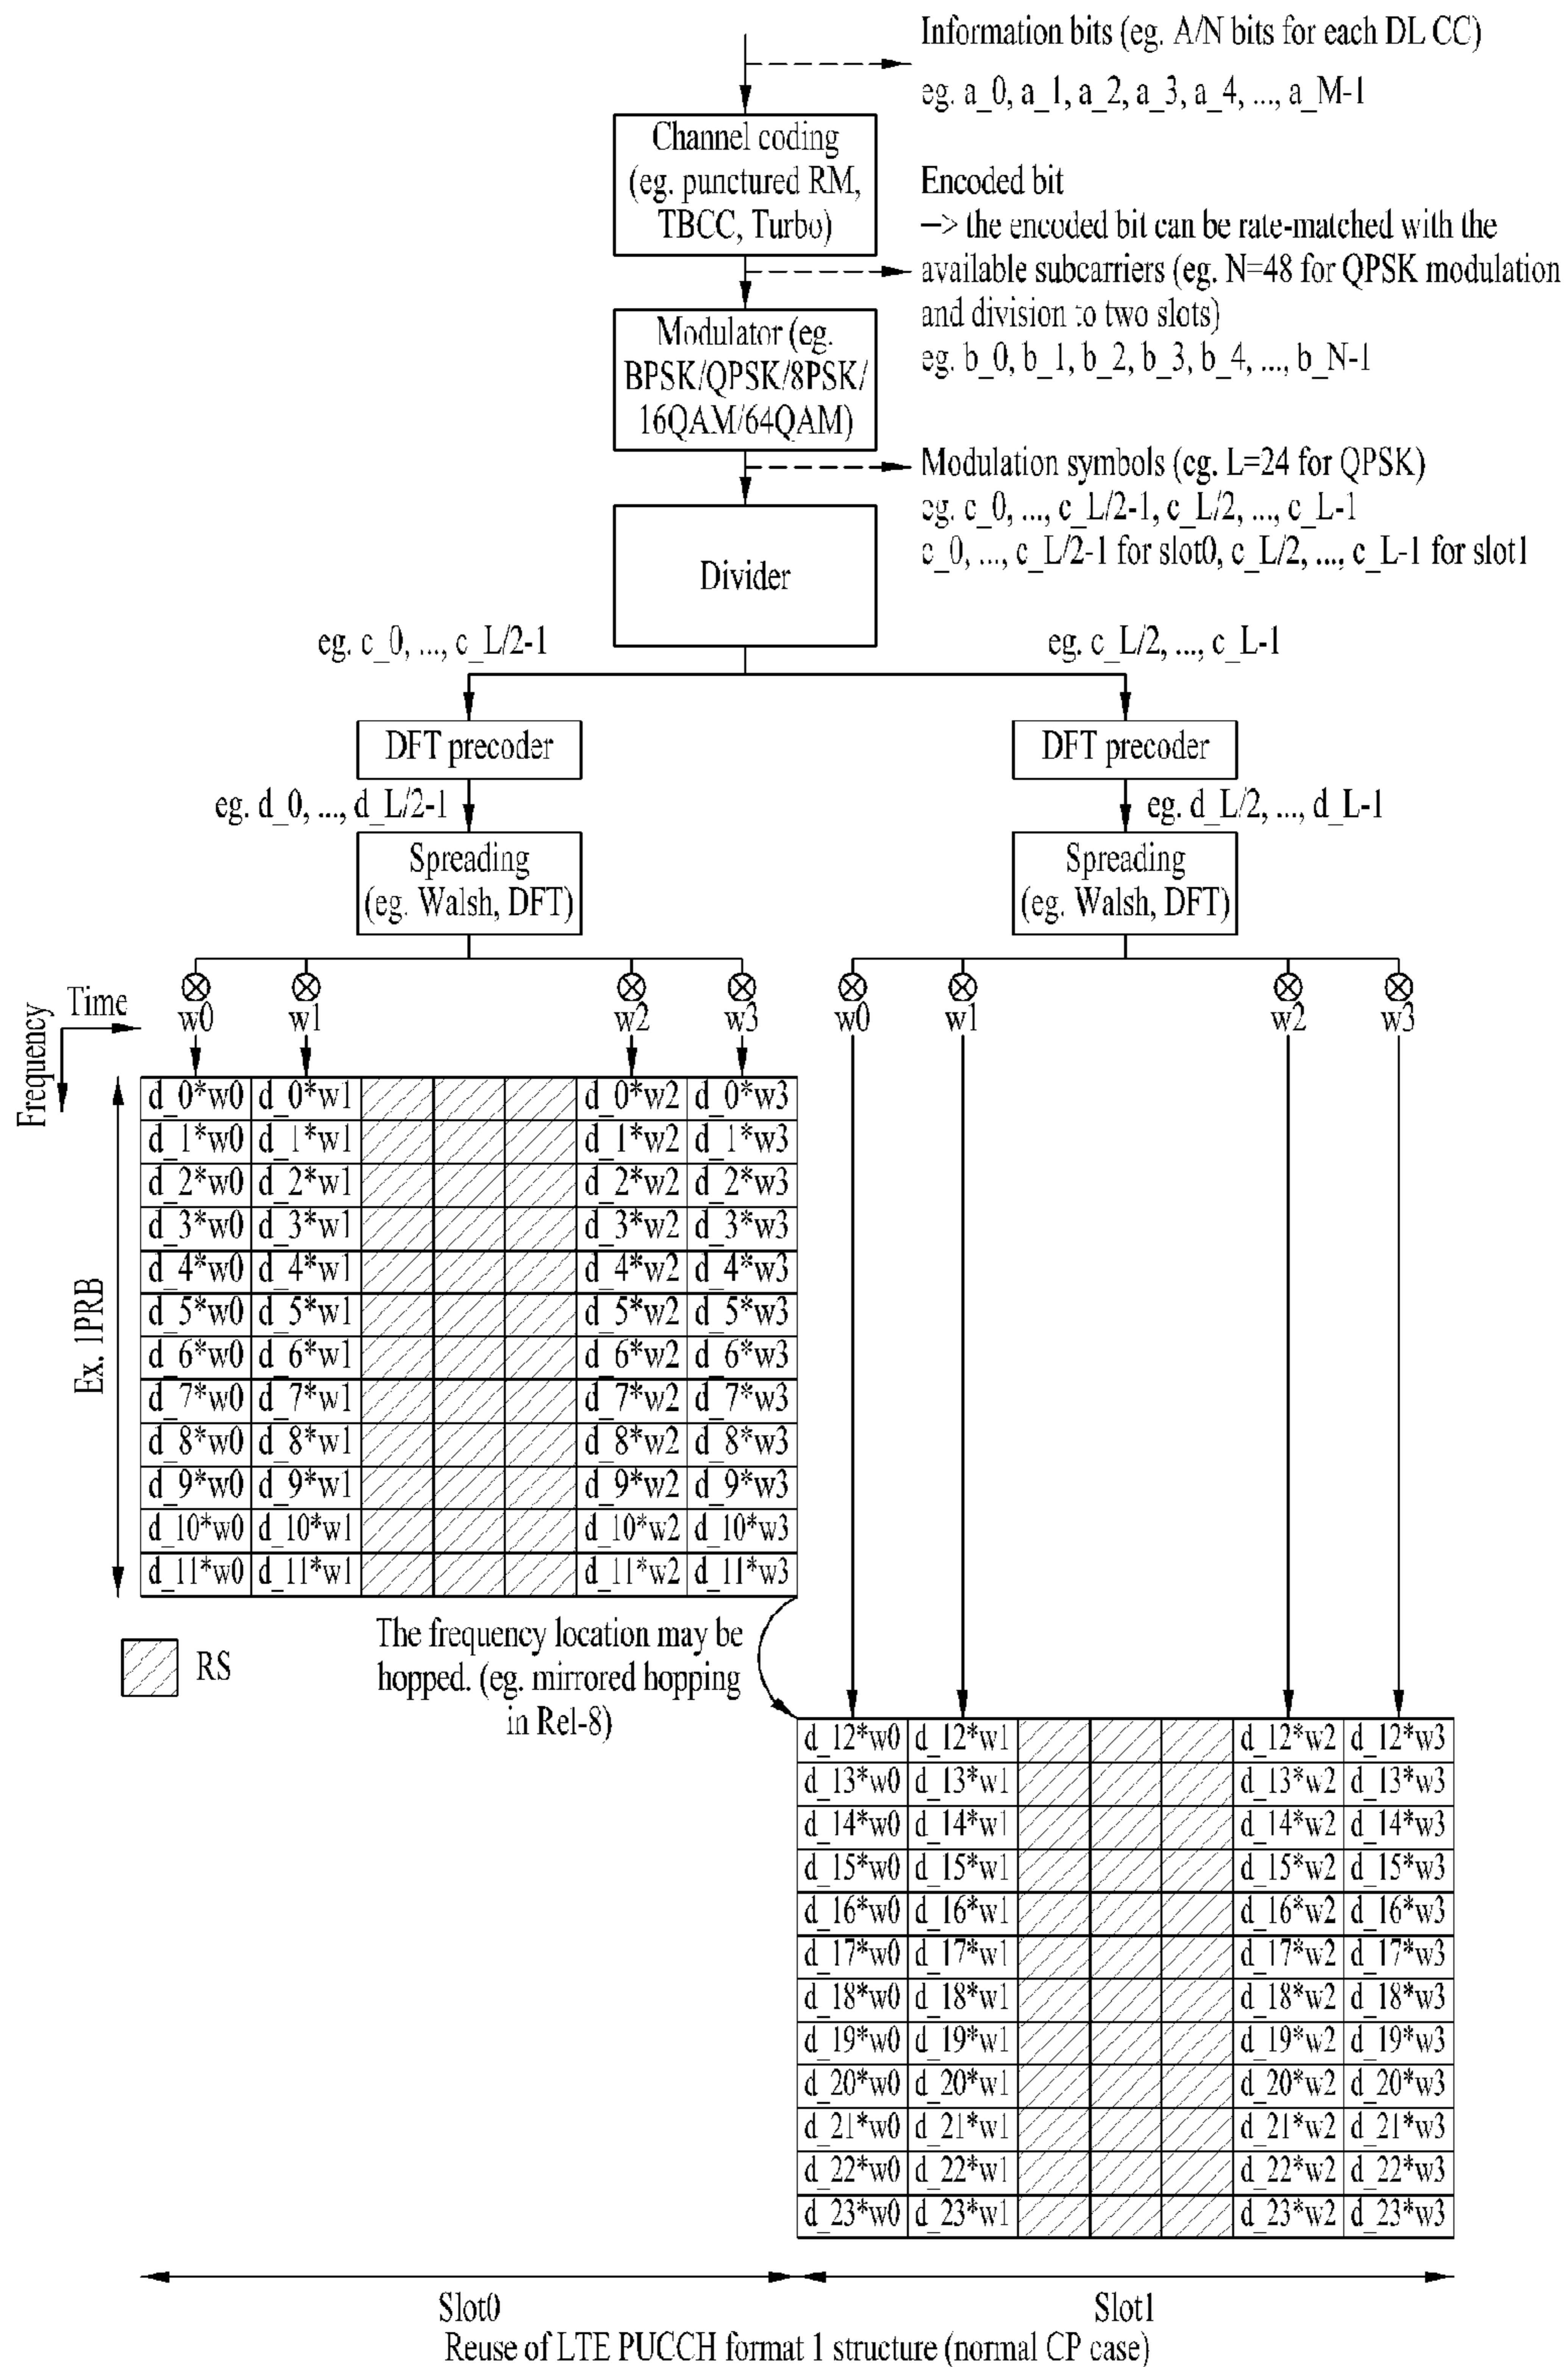 Information bits (eg. A/N bits for each DL CC)
eg. a_0, a_1, a_2, a_3, a_4, ..., a_M-1
Channel coding
(eg. punctured RM,
TBCC, Turbo)
Encoded bit
—> the encoded bit can be rate-matched with the
available subcarriers (eg. N=48 for QPSK modulation
and division to two slots)
eg. b_0, b_1, b_2, b_3, b_4, ..., b_N-1
Modulator (eg.
BPSK/QPSK/8PSK/
16QAM/64QAM)
Modulation symbols (eg. L=24 for QPSK)
eg. c_0, ..., c_L/2-1, c_L/2, ..., c_L-1
c_0, ..., c_L/2-1 for slot0, c_L/2, ..., c_L-1 for slot1
Divider
eg. c_0, ..., c_L/2-1
eg. c_L/2, ..., c_L-1
DFT precoder
DFT precoder
eg. d_0, ..., d_L/2-1
eg. d_L/2, ..., d_L-1
Spreading
(eg. Walsh, DFT)
Spreading
(eg. Walsh, DFT)
Time
Frequency
w0 w1 w2 w3 w0 w1 w2 w3
d_0*w0 d_0*w1 d_0*w2 d_0*w3
d_1*w0 d_1*w1 d_1*w2 d_1*w3
d_2*w0 d_2*w1 d_2*w2 d_2*w3
d_3*w0 d_3*w1 d_3*w2 d_3*w3
d_4*w0 d_4*w1 d_4*w2 d_4*w3
d_5*w0 d_5*w1 d_5*w2 d_5*w3
d_6*w0 d_6*w1 d_6*w2 d_6*w3
d_7*w0 d_7*w1 d_7*w2 d_7*w3
d_8*w0 d_8*w1 d_8*w2 d_8*w3
d_9*w0 d_9*w1 d_9*w2 d_9*w3
d_10*w0 d_10*w1 d_10*w2 d_10*w3
d_11*w0 d_11*w1 d_11*w2 d_11*w3
Ex. 1PRB
RS
The frequency location may be
hopped. (eg. mirrored hopping
in Rel-8)
d_12*w0 d_12*w1 d_12*w2 d_12*w3
d_13*w0 d_13*w1 d_13*w2 d_13*w3
d_14*w0 d_14*w1 d_14*w2 d_14*w3
d_15*w0 d_15*w1 d_15*w2 d_15*w3
d_16*w0 d_16*w1 d_16*w2 d_16*w3
d_17*w0 d_17*w1 d_17*w2 d_17*w3
d_18*w0 d_18*w1 d_18*w2 d_18*w3
d_19*w0 d_19*w1 d_19*w2 d_19*w3
d_20*w0 d_20*w1 d_20*w2 d_20*w3
d_21*w0 d_21*w1 d_21*w2 d_21*w3
d_22*w0 d_22*w1 d_22*w2 d_22*w3
d_23*w0 d_23*w1 d_23*w2 d_23*w3
Slot0
Slot1
Reuse of LTE PUCCH format 1 structure (normal CP case)